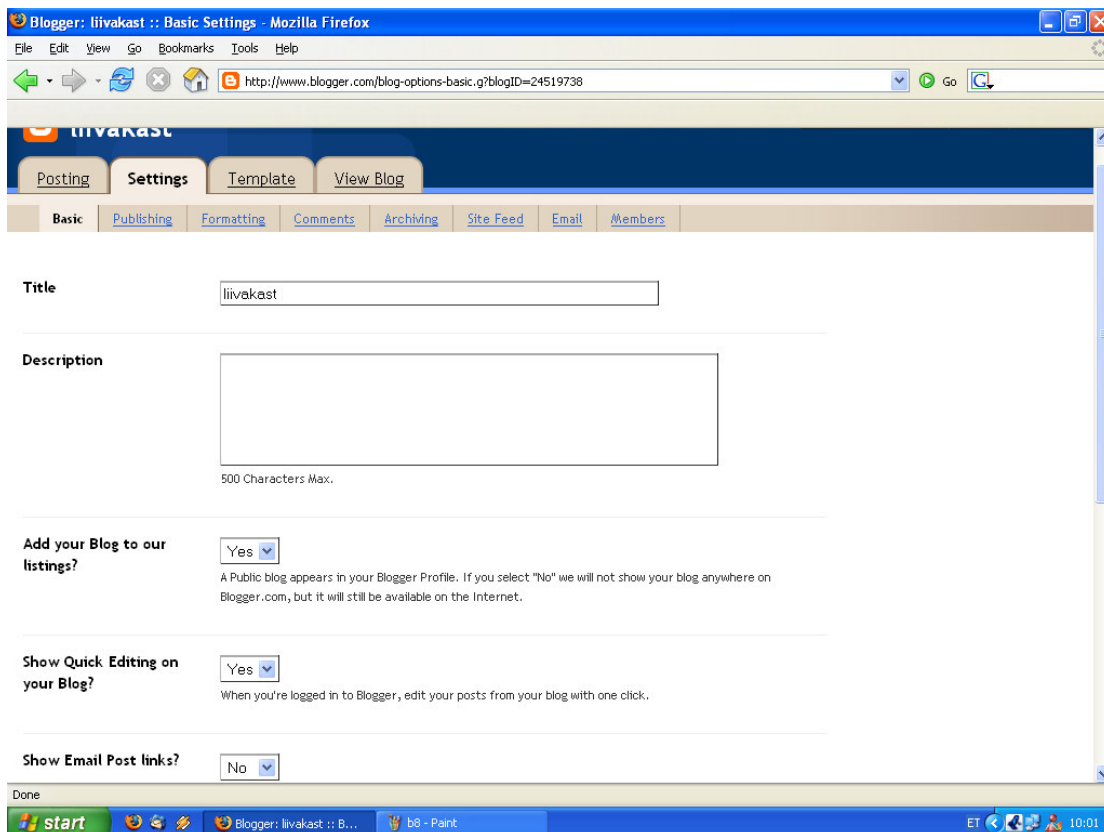 Blogger: liivakast :: Basic Settings - Mozilla Firefox
File Edit View Go Bookmarks Tools Help
http://www.blogger.com/blog-options-basic.g?blogID=24519738 Go G
liivakast
Posting Settings Template View Blog
Basic Publishing Formatting Comments Archiving Site Feed Email Members
Title liivakast
Description
500 Characters Max.
Add your Blog to our
listings?
Yes
A Public blog appears in your Blogger Profile. If you select "No" we will not show your blog anywhere on
Blogger.com, but it will still be available on the Internet.
Show Quick Editing on
your Blog?
Yes
When you're logged in to Blogger, edit your posts from your blog with one click.
Show Email Post links? No
Done
start Blogger: liivakast :: B... b8 - Paint ET 10:01